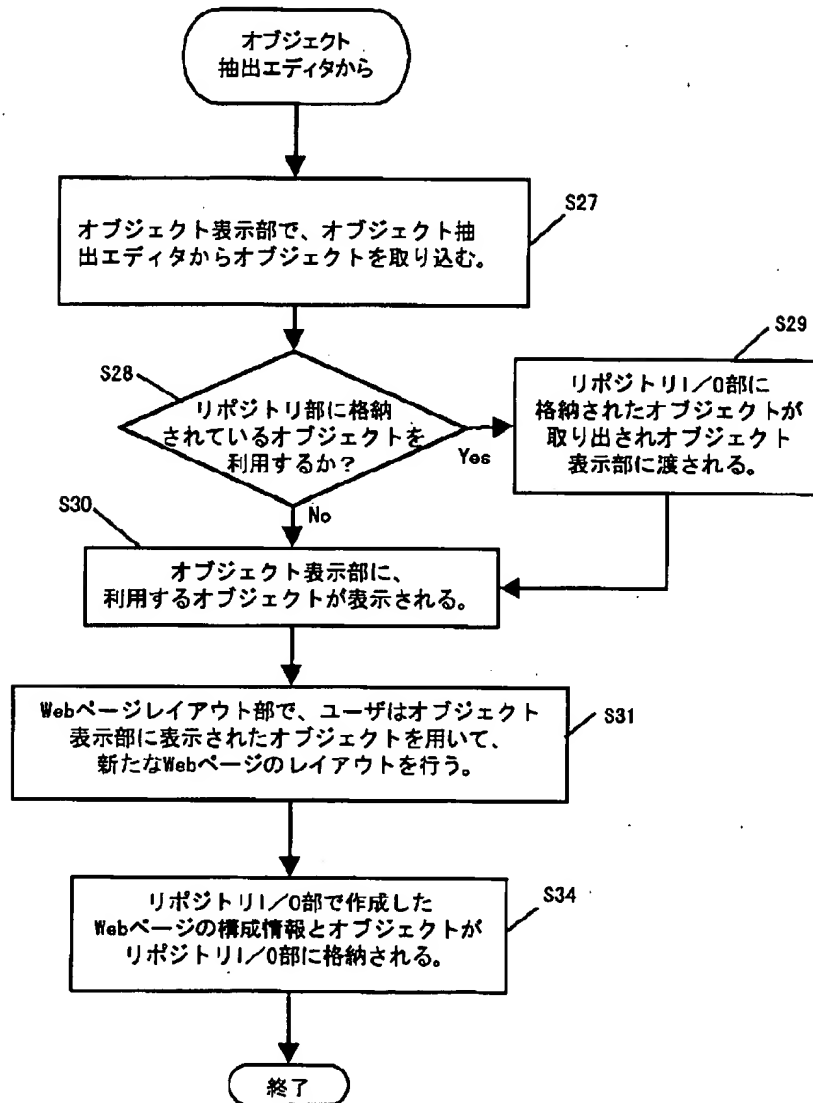 オブジェクト
抽出エディタから
S27
オブジェクト表示部で、オブジェクト抽
出エディタからオブジェクトを取り込む。
S28
リポジトリ部に格納
されているオブジェクトを
利用するか?
Yes
No
S29
リポジトリI/O部に
格納されたオブジェクトが
取り出されオブジェクト
表示部に渡される。
S30
オブジェクト表示部に、
利用するオブジェクトが表示される。
S31
Webページレイアウト部で、ユーザはオブジェクト
表示部に表示されたオブジェクトを用いて、
新たなWebページのレイアウトを行う。
S34
リポジトリI/O部で作成した
Webページの構成情報とオブジェクトが
リポジトリI/O部に格納される。
終了